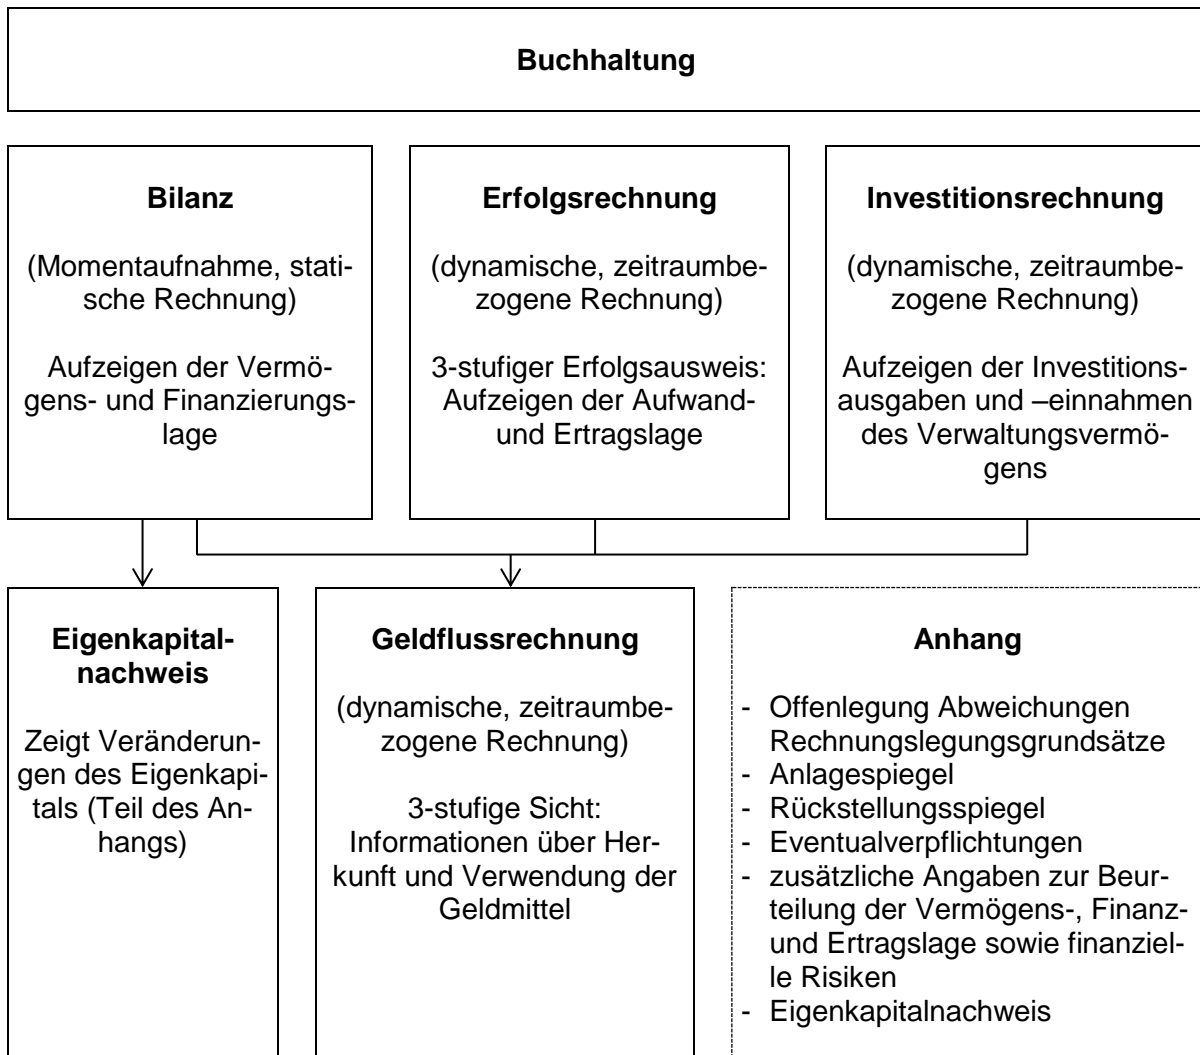 Buchhaltung
Bilanz
(Momentaufnahme, stati-
sche Rechnung)
Aufzeigen der Vermö-
gens- und Finanzierungs-
lage
Erfolgsrechnung
(dynamische, zeitraumbe-
zogene Rechnung)
3-stufiger Erfolgsausweis:
Aufzeigen der Aufwand-
und Ertragslage
Investitionsrechnung
(dynamische, zeitraumbe-
zogene Rechnung)
Aufzeigen der Investitions-
ausgaben und –einnahmen
des Verwaltungsvermö-
gens
Eigenkapital-
nachweis
Zeigt Veränderun-
gen des Eigenkapi-
tals (Teil des An-
hangs)
Geldflussrechnung
(dynamische, zeitraumbe-
zogene Rechnung)
3-stufige Sicht:
Informationen über Her-
kunft und Verwendung der
Geldmittel
Anhang
- Offenlegung Abweichungen
Rechnungslegungsgrundsätze
- Anlagespiegel
- Rückstellungsspiegel
- Eventualverpflichtungen
- zusätzliche Angaben zur Beur-
teilung der Vermögens-, Finanz-
und Ertragslage sowie finanziel-
le Risiken
- Eigenkapitalnachweis